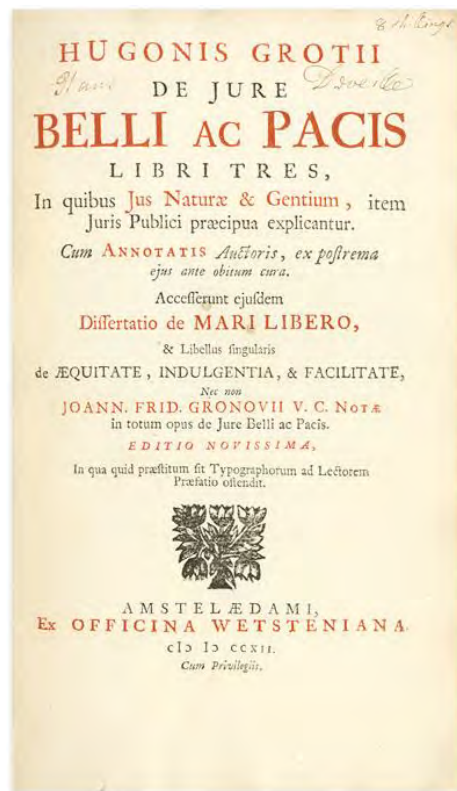 HUGONIS GROTII
DE JURE
BELLI AC PACIS
LIBRI TRES,
In quibus Jus Naturæ & Gentium, item
Juris Publici præcipua explicantur.
Cum ANNOTATIS Auctoris, ex poſtrema
ejus ante obitum cura.
Acceſſerunt ejuſdem
Diſſertatio de MARI LIBERO,
& Libellus ſingularis
de ÆQUITATE, INDULGENTIA, & FACILITATE,
Nec non
JOANN. FRID. GRONOVII V. C. NOTÆ
in totum opus de Jure Belli ac Pacis.
EDITIO NOVISSIMA,
In qua quid præſtitum ſit Typographorum ad Lectorem
Præfatio oſtendit.
AMSTELÆDAMI,
Ex OFFICINA WETSTENIANA.
cIɔ Iɔ ccxii.
Cum Privilegiis.